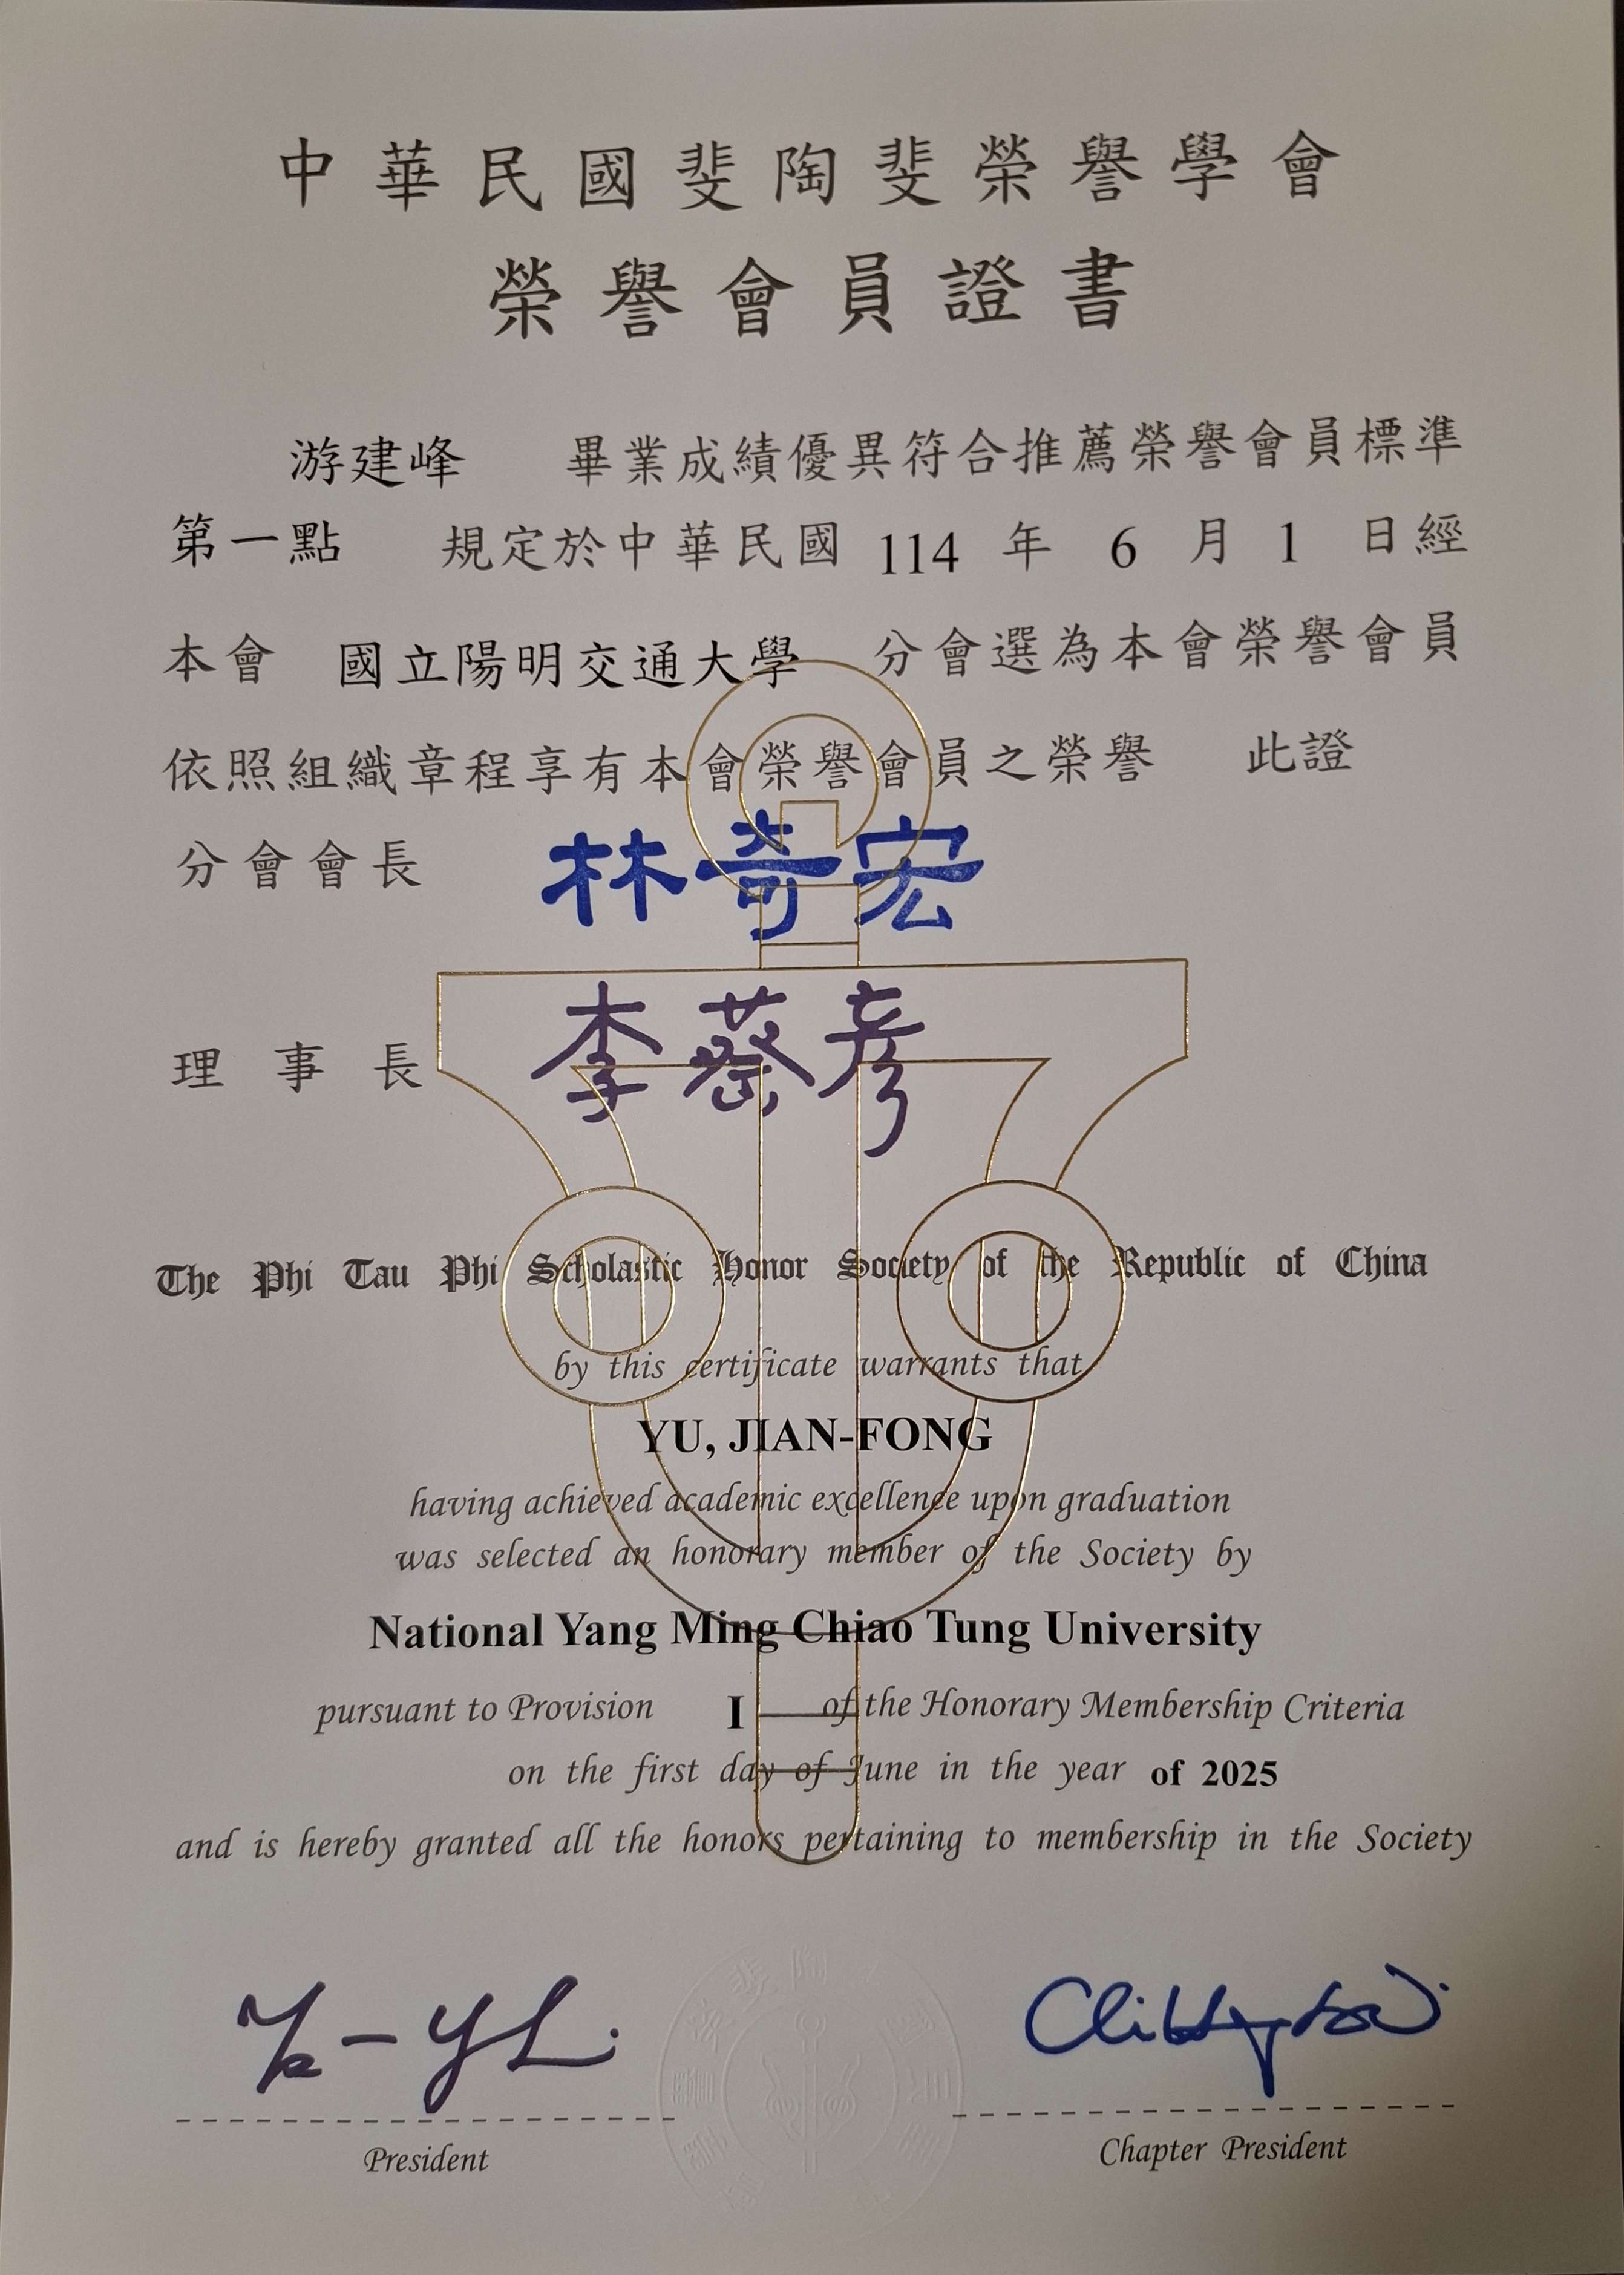 中華民國斐陶斐榮譽學會
榮譽會員證書
游建峰 畢業成績優異符合推薦榮譽會員標準
第一點 規定於中華民國 114 年 6 月 1 日經
本會 國立陽明交通大學 分會選為本會榮譽會員
依照組織章程享有本會榮譽會員之榮譽 此證
分會會長 林奇宏
理事長 李蔡彥
The Phi Tau Phi Scholastic Honor Society of the Republic of China
by this certificate warrants that
YU, JIAN-FONG
having achieved academic excellence upon graduation
was selected an honorary member of the Society by
National Yang Ming Chiao Tung University
pursuant to Provision I of the Honorary Membership Criteria
on the first day of June in the year of 2025
and is hereby granted all the honors pertaining to membership in the Society
President
Chapter President